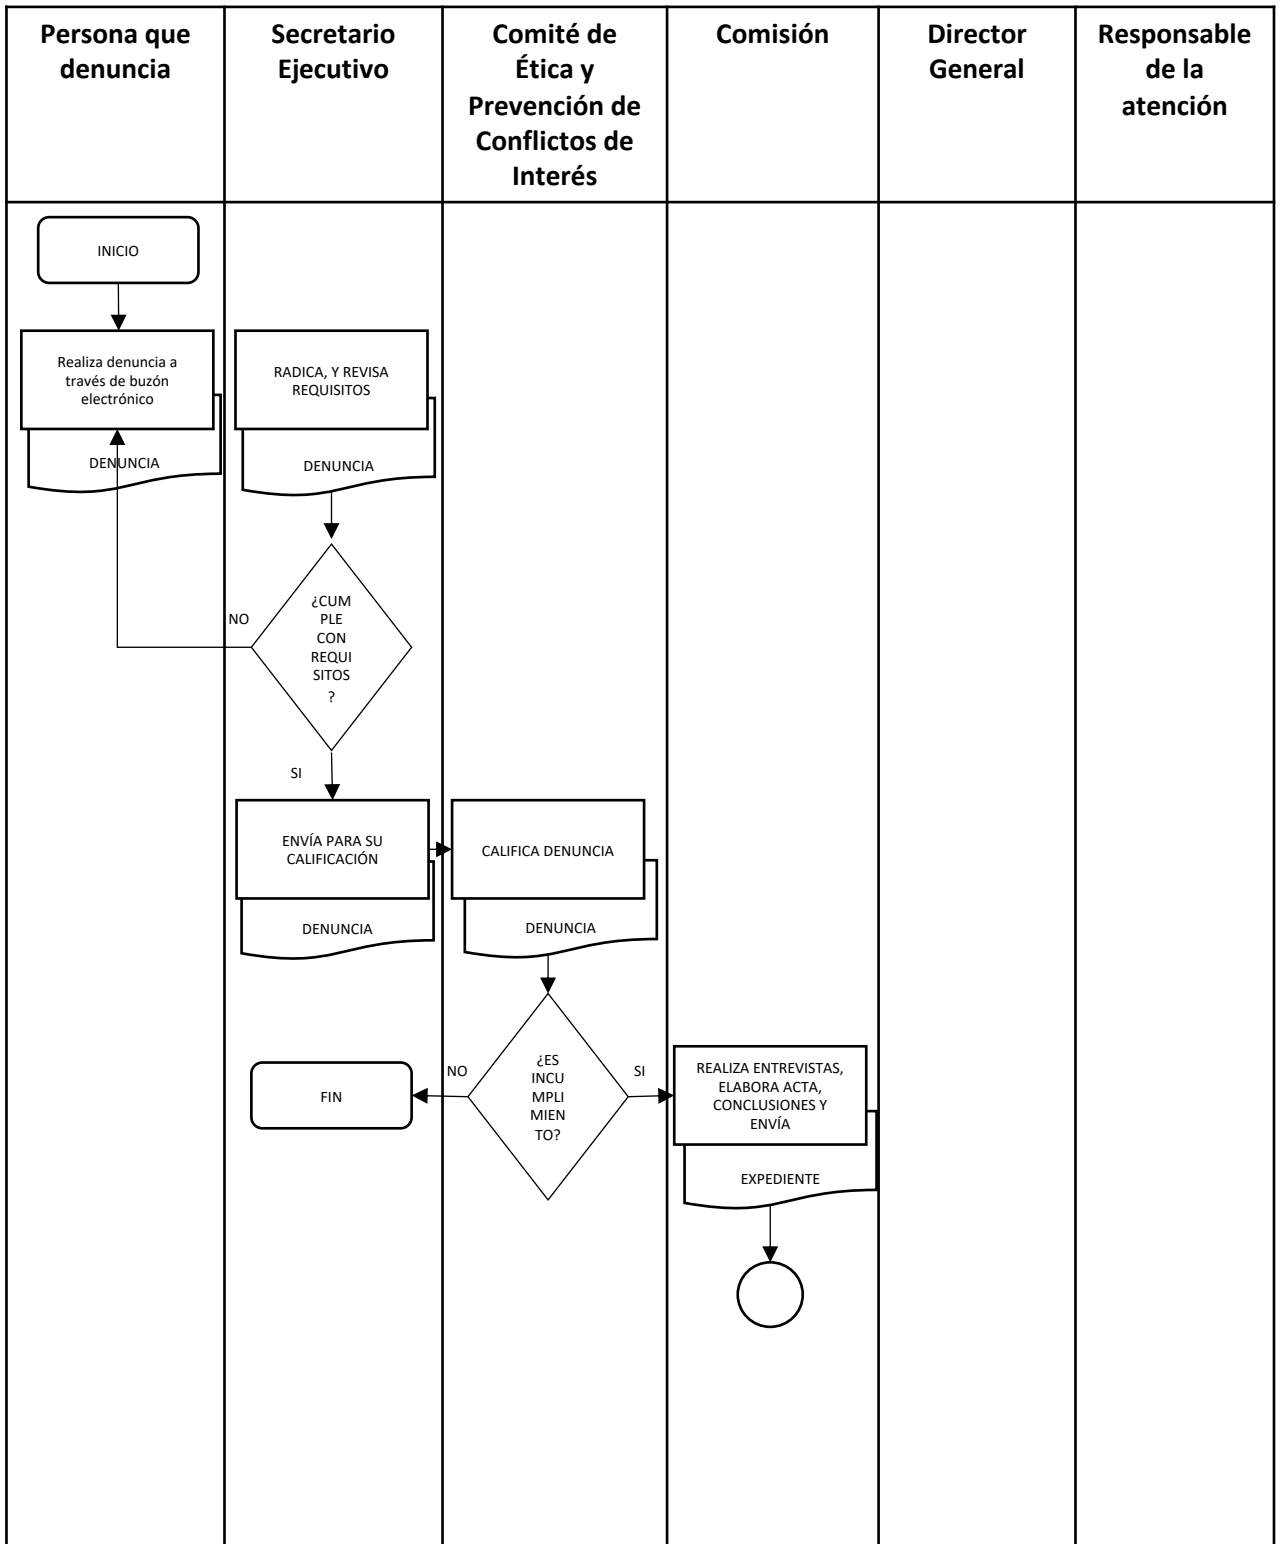 Persona que
denuncia
Secretario
Ejecutivo
Comité de
Ética y
Prevención de
Conflictos de
Interés
Comisión
Director
General
Responsable
de la
atención
INICIO
Realiza denuncia a
través de buzón
electrónico
DENUNCIA
RADICA, Y REVISA
REQUISITOS
DENUNCIA
¿CUM
PLE
CON
REQUI
SITOS
?
NO
SI
ENVÍA PARA SU
CALIFICACIÓN
DENUNCIA
CALIFICA DENUNCIA
DENUNCIA
¿ES
INCU
MPLI
MIEN
TO?
NO
SI
FIN
REALIZA ENTREVISTAS,
ELABORA ACTA,
CONCLUSIONES Y
ENVÍA
EXPEDIENTE